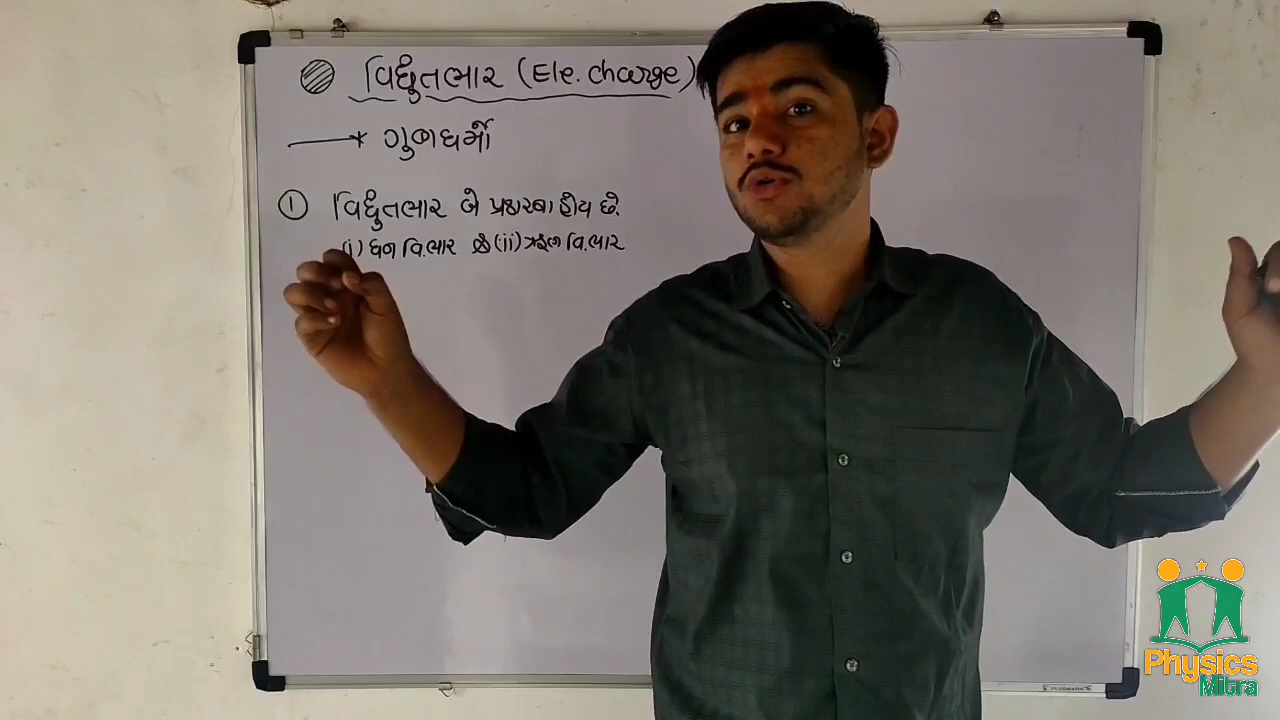 વિદ્યુતભાર (Ele. charge)
ગુણધર્મો
① વિદ્યુતભાર બે પ્રકારના હોય છે.
(i) ધન વિ.ભાર (ii) ઋણ વિ.ભાર
Physics
Mitra